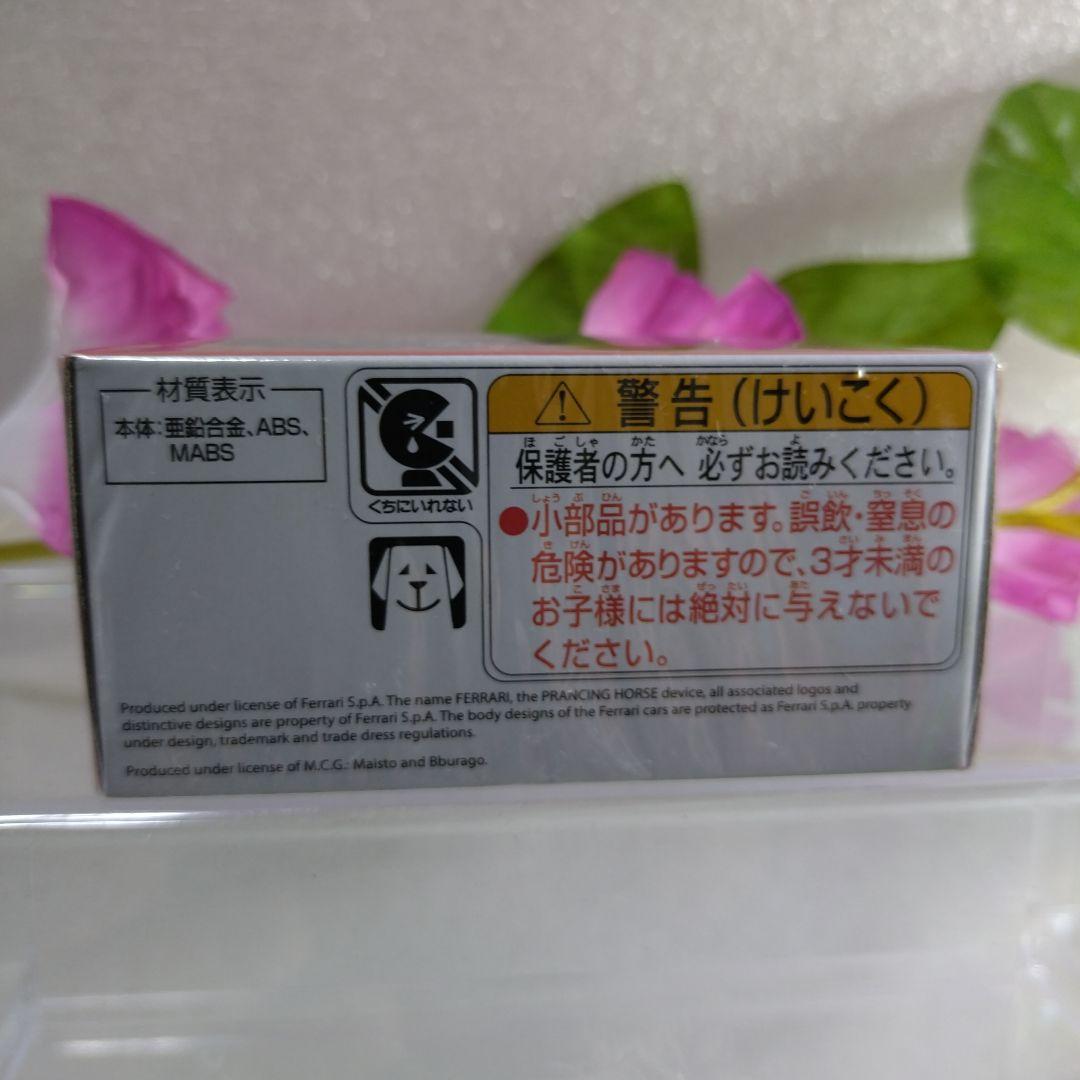 材質表示
本体：亜鉛合金、ABS、
MABS
くちにいれない
警告（けいこく）
保護者の方へ 必ずお読みください。
●小部品があります。誤飲・窒息の
危険がありますので、3才未満の
お子様には絶対に与えないで
ください。
Produced under license of Ferrari S.p.A. The name FERRARI, the PRANCING HORSE device, all associated logos and
distinctive designs are property of Ferrari S.p.A. The body designs of the Ferrari cars are protected as Ferrari S.p.A. property
under design, trademark and trade dress regulations.
Produced under license of M.C.G.: Maisto and Bburago.